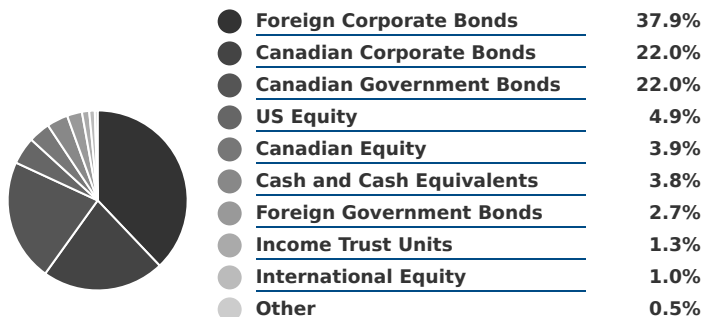 Foreign Corporate Bonds 37.9%
Canadian Corporate Bonds 22.0%
Canadian Government Bonds 22.0%
US Equity 4.9%
Canadian Equity 3.9%
Cash and Cash Equivalents 3.8%
Foreign Government Bonds 2.7%
Income Trust Units 1.3%
International Equity 1.0%
Other 0.5%